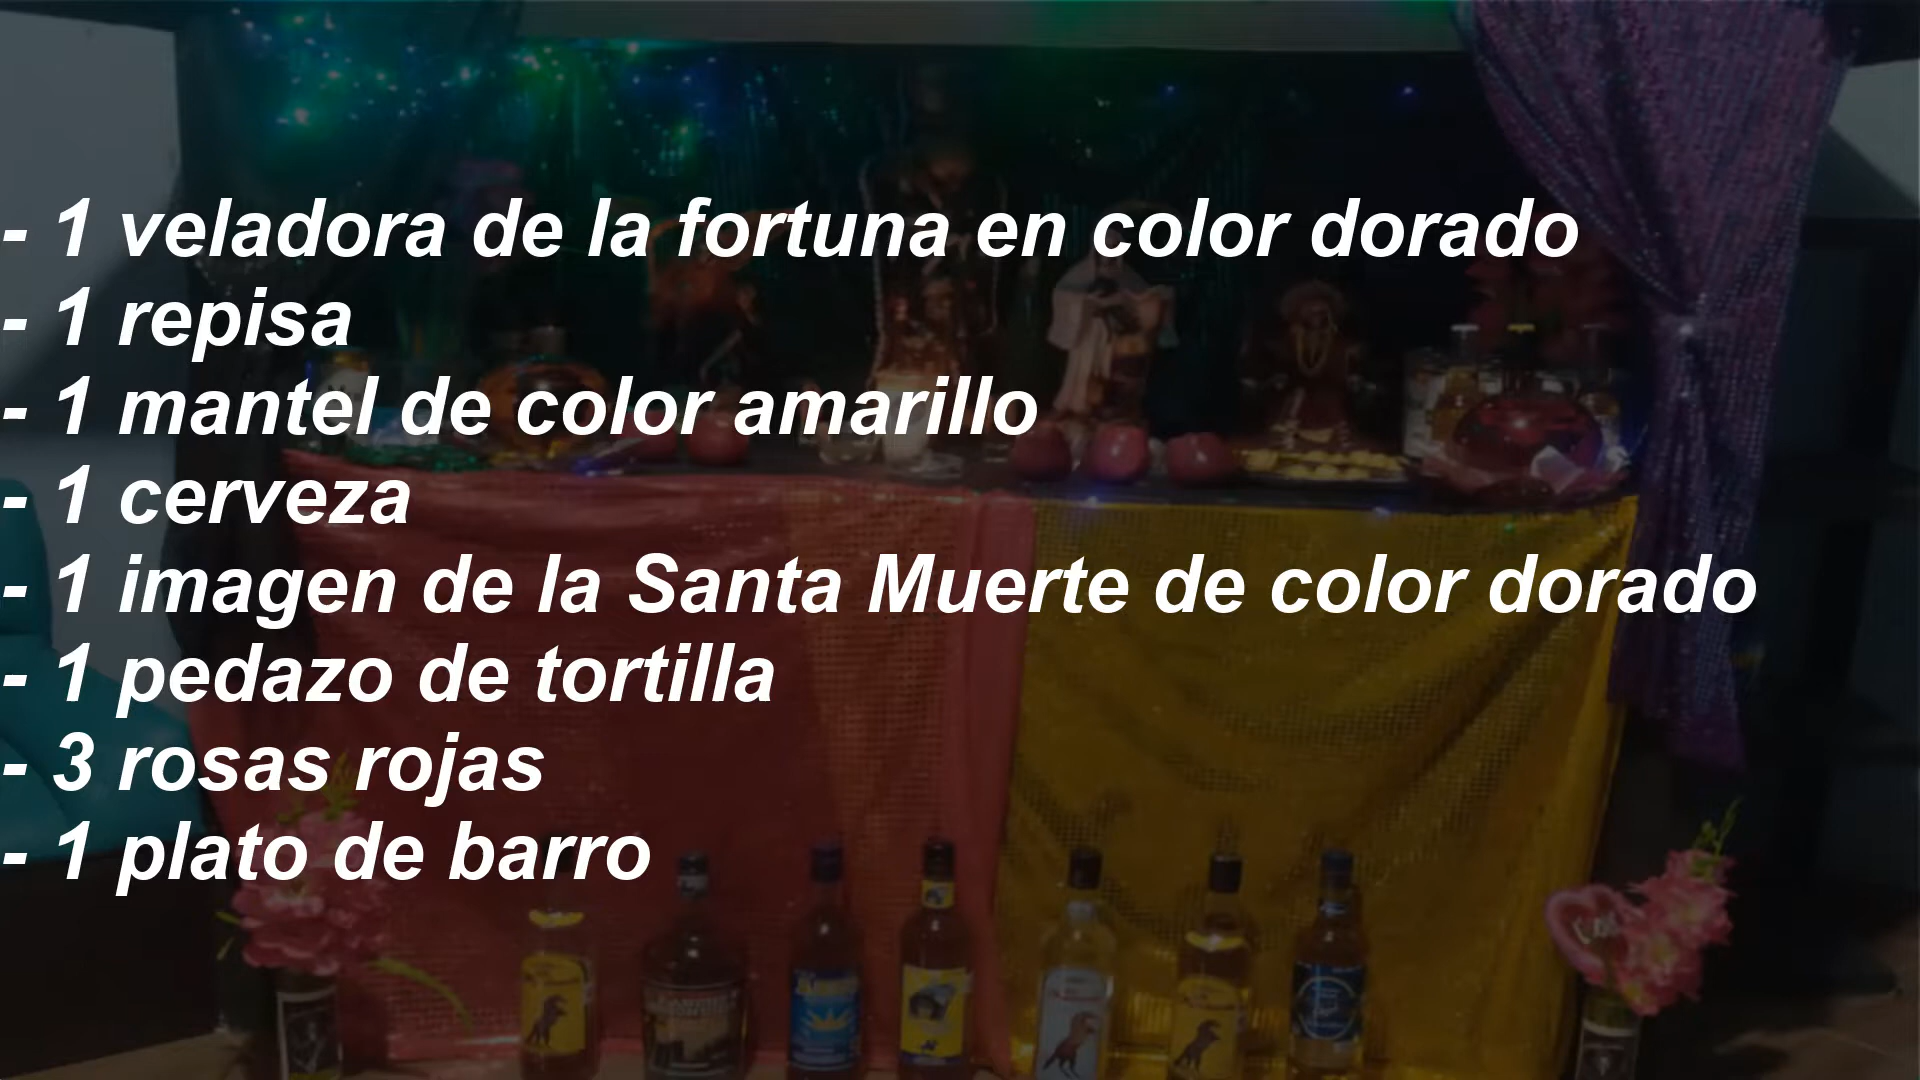 - 1 veladora de la fortuna en color dorado
- 1 repisa
- 1 mantel de color amarillo
- 1 cerveza
- 1 imagen de la Santa Muerte de color dorado
- 1 pedazo de tortilla
- 3 rosas rojas
- 1 plato de barro